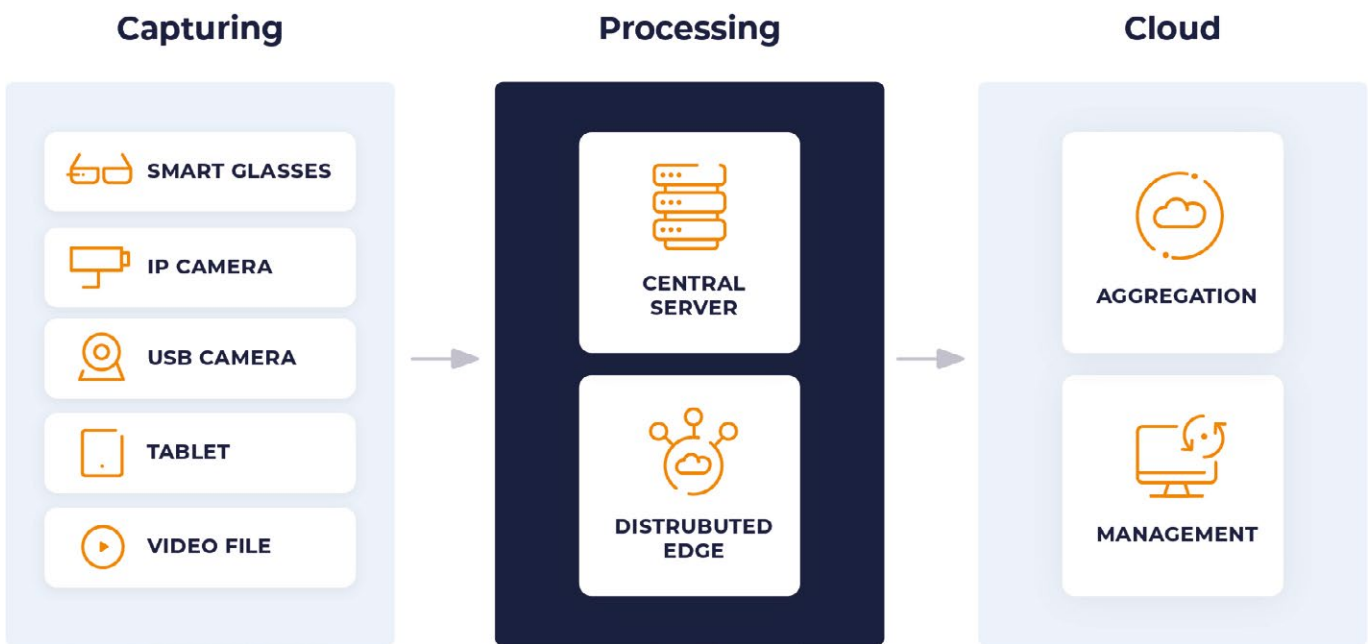 Capturing
Processing
Cloud
SMART GLASSES
IP CAMERA
USB CAMERA
TABLET
VIDEO FILE
CENTRAL
SERVER
DISTRUBUTED
EDGE
AGGREGATION
MANAGEMENT